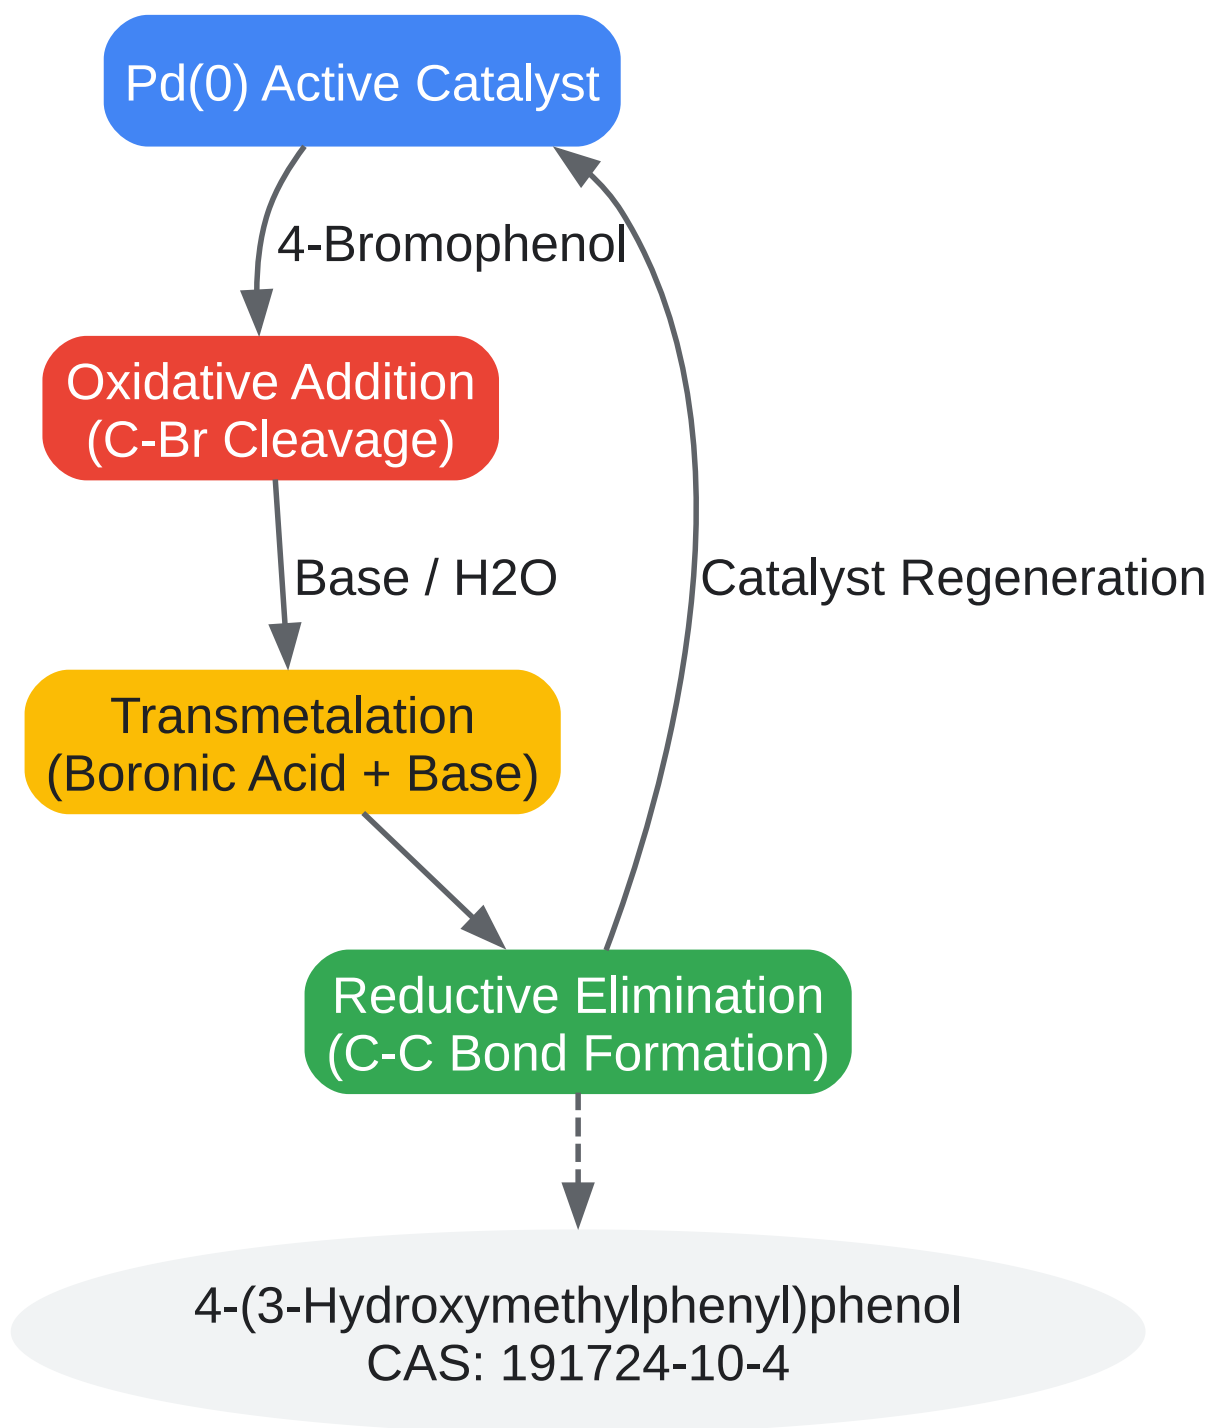 Pd(0) Active Catalyst
4-Bromophenol
Oxidative Addition
(C-Br Cleavage)
Base / H2O
Catalyst Regeneration
Transmetalation
(Boronic Acid + Base)
Reductive Elimination
(C-C Bond Formation)
4-(3-Hydroxymethylphenyl)phenol
CAS: 191724-10-4